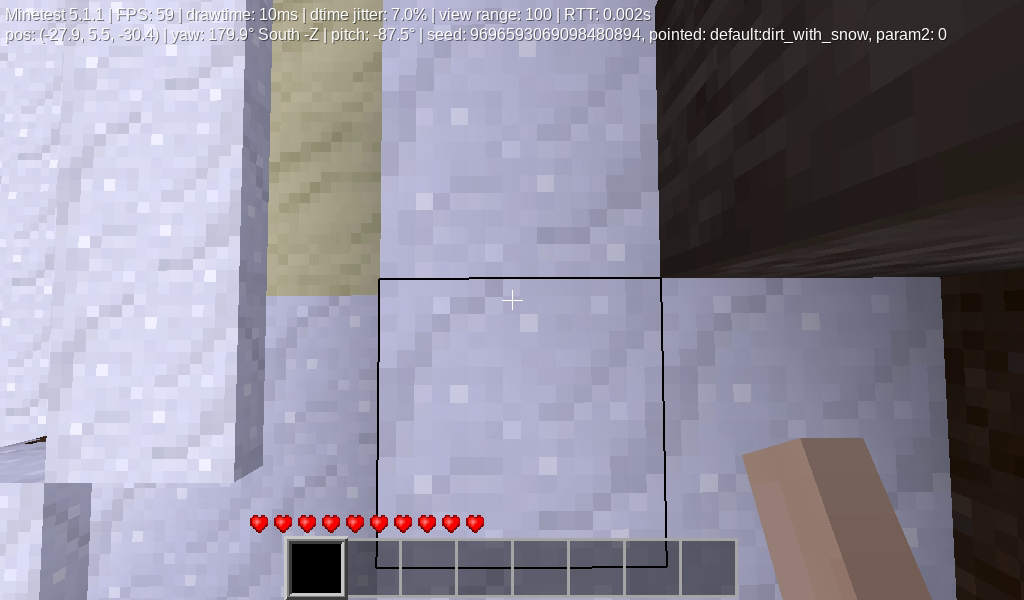 Minetest 5.1.1 | FPS: 59 | drawtime: 10ms | dtime jitter: 7.0% | view range: 100 | RTT: 0.002s
pos: (-27.9, 5.5, -30.4) | yaw: 179.9° South -Z | pitch: -87.5° | seed: 9696593069098480894, pointed: default:dirt_with_snow, param2: 0